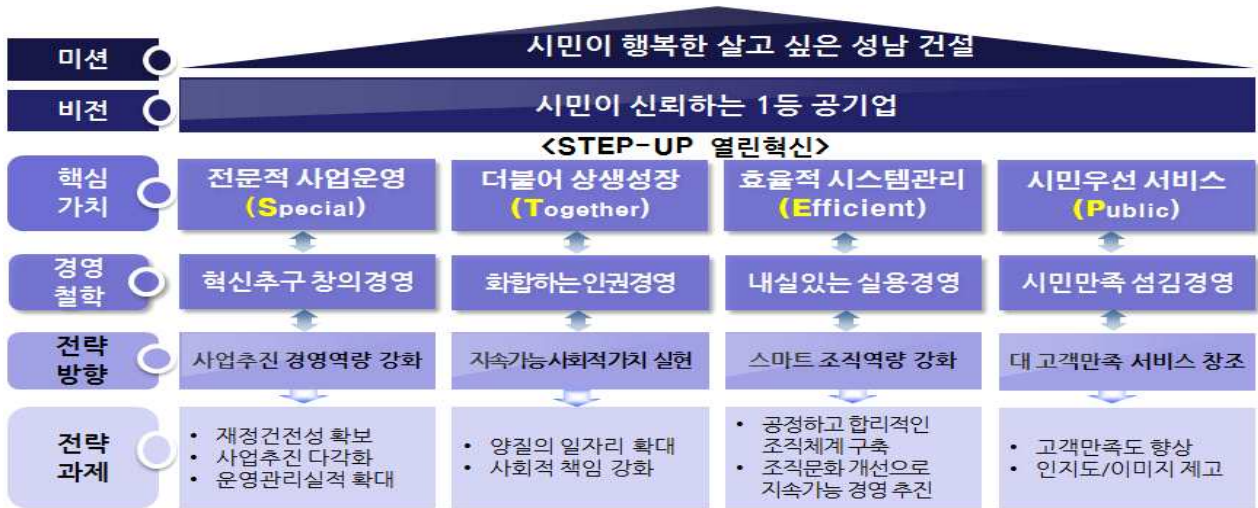 미션
시민이 행복한 살고 싶은 성남 건설
비전
시민이 신뢰하는 1등 공기업
<STEP-UP 열린혁신>
핵심
가치
전문적 사업운영
(Special)
더불어 상생성장
(Together)
효율적 시스템관리
(Efficient)
시민우선 서비스
(Public)
경영
철학
혁신추구 창의경영
화합하는인권경영
내실있는 실용경영
시민만족 섬김경영
전략
방향
사업추진 경영역량 강화
지속가능사회적가치 실현
스마트 조직역량 강화
대 고객만족 서비스 창조
전략
과제
• 재정건전성 확보
• 사업추진 다각화
• 운영관리실적 확대
• 양질의 일자리 확대
• 사회적 책임 강화
• 공정하고 합리적인
조직체계 구축
• 조직문화 개선으로
지속가능 경영 추진
• 고객만족도 향상
• 인지도/이미지 제고